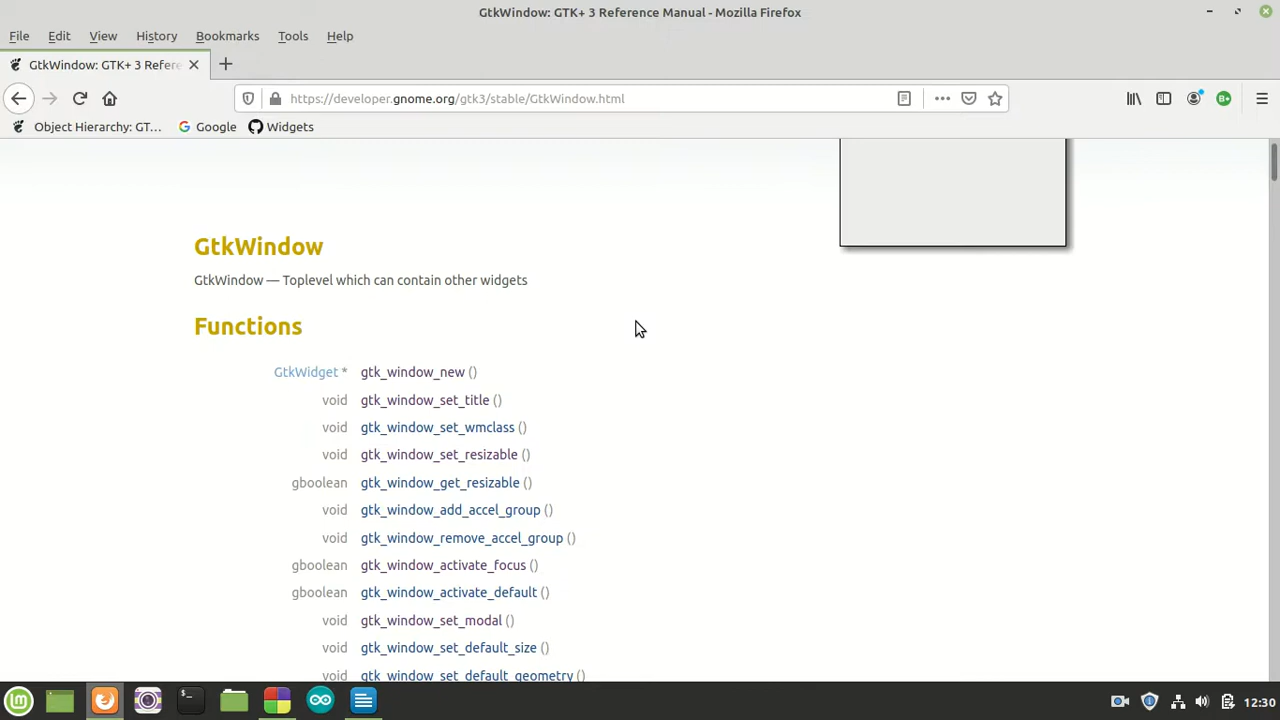 GtkWindow: GTK+ 3 Reference Manual - Mozilla Firefox
File Edit View History Bookmarks Tools Help
GtkWindow: GTK+ 3 Refere
https://developer.gnome.org/gtk3/stable/GtkWindow.html
Object Hierarchy: GT... Google Widgets
GtkWindow
GtkWindow — Toplevel which can contain other widgets
Functions
GtkWidget * gtk_window_new ()
void gtk_window_set_title ()
void gtk_window_set_wmclass ()
void gtk_window_set_resizable ()
gboolean gtk_window_get_resizable ()
void gtk_window_add_accel_group ()
void gtk_window_remove_accel_group ()
gboolean gtk_window_activate_focus ()
gboolean gtk_window_activate_default ()
void gtk_window_set_modal ()
void gtk_window_set_default_size ()
void gtk_window_set_default_geometry ()
12:30